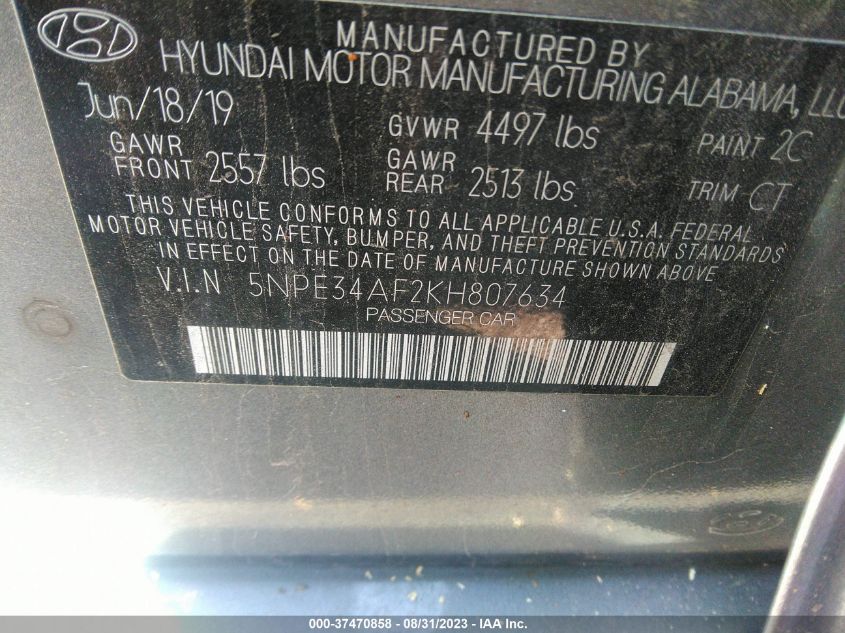 MANUFACTURED BY
HYUNDAI MOTOR MANUFACTURING ALABAMA, LLC
Jun/18/19
GVWR 4497 lbs
PAINT 2C
GAWR
FRONT 2557 lbs
GAWR
REAR 2513 lbs
TRIM CT
THIS VEHICLE CONFORMS TO ALL APPLICABLE U.S.A. FEDERAL
MOTOR VEHICLE SAFETY, BUMPER, AND THEFT PREVENTION STANDARDS
IN EFFECT ON THE DATE OF MANUFACTURE SHOWN ABOVE
V.I.N 5NPE34AF2KH807634
PASSENGER CAR
000-37470858 - 08/31/2023 - IAA Inc.